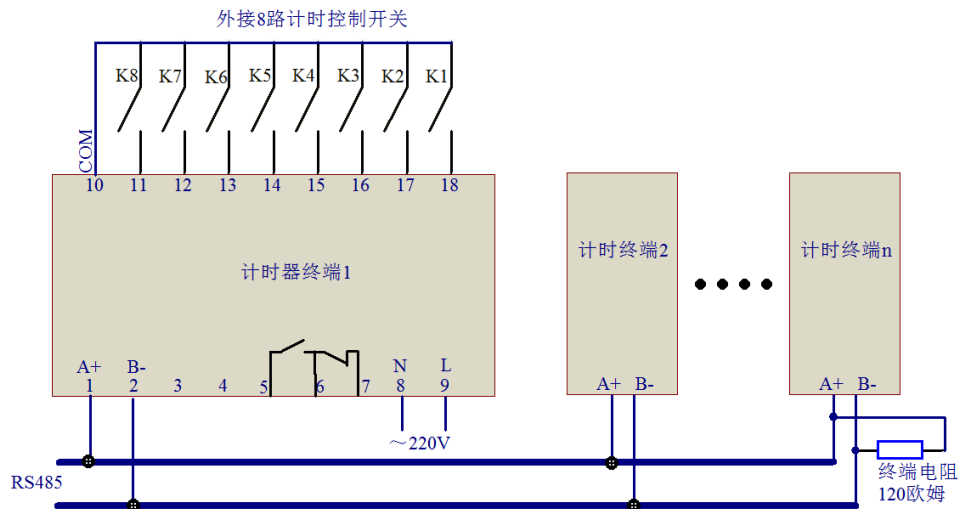 外接8路计时控制开关
K8 K7 K6 K5 K4 K3 K2 K1
COM
10 11 12 13 14 15 16 17 18
计时器终端1
计时终端2
计时终端n
A+ B- N L
1 2 3 4 5 6 7 8 9
A+ B-
A+ B-
～220V
RS485
终端电阻
120欧姆